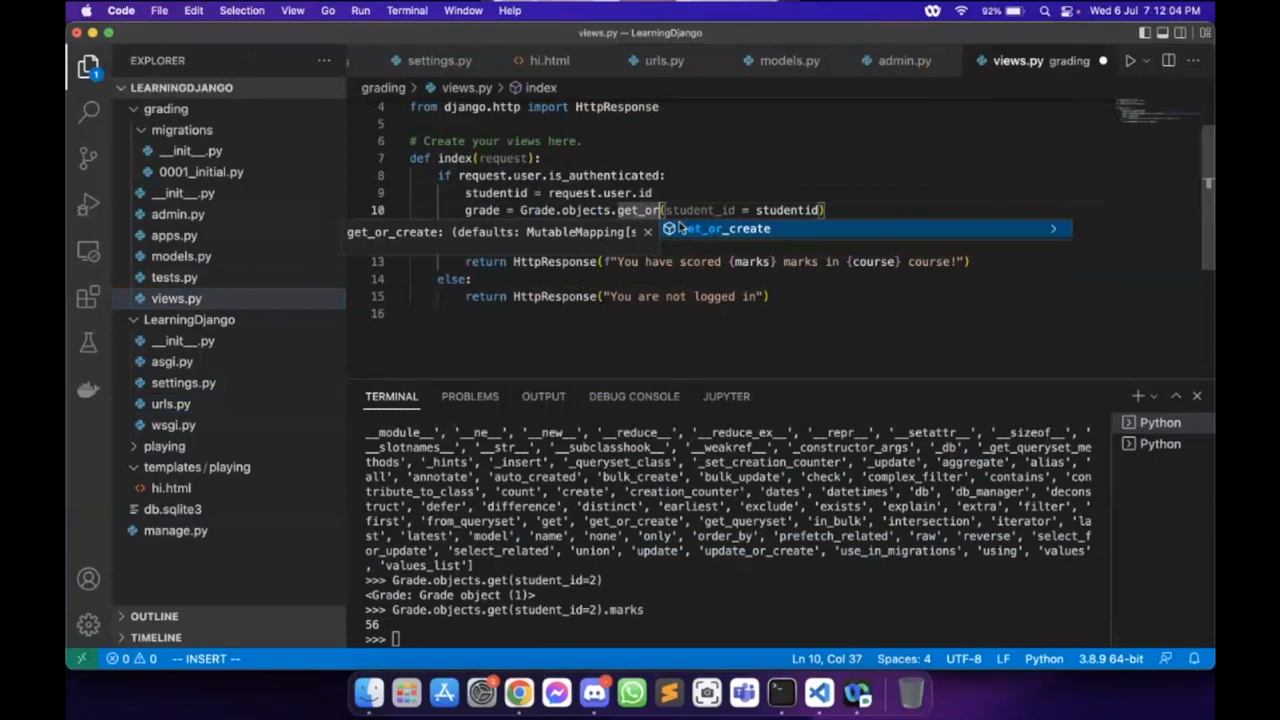 Code File Edit Selection View Go Run Terminal Window Help 92% Wed 6 Jul 7:12:04 PM
views.py — LearningDjango
EXPLORER
settings.py hi.html urls.py models.py admin.py views.py grading
LEARNINGDJANGO
grading
migrations
__init__.py
0001_initial.py
__init__.py
admin.py
apps.py
models.py
tests.py
views.py
LearningDjango
__init__.py
asgi.py
settings.py
urls.py
wsgi.py
playing
templates/playing
hi.html
db.sqlite3
manage.py
OUTLINE
TIMELINE
grading > views.py > index
4 from django.http import HttpResponse
5
6 # Create your views here.
7 def index(request):
8 if request.user.is_authenticated:
9 studentid = request.user.id
10 grade = Grade.objects.get_or(student_id = studentid)
get_or_create: (defaults: MutableMapping[s
get_or_create
13 return HttpResponse(f"You have scored {marks} marks in {course} course!")
14 else:
15 return HttpResponse("You are not logged in")
16
TERMINAL PROBLEMS OUTPUT DEBUG CONSOLE JUPYTER
Python
Python
__module__', '__ne__', '__new__', '__reduce__', '__reduce_ex__', '__repr__', '__setattr__', '__sizeof__', '
__slotnames__', '__str__', '__subclasshook__', '__weakref__', '_constructor_args', '_db', '_get_queryset_me
thods', '_hints', '_insert', '_queryset_class', '_set_creation_counter', '_update', 'aggregate', 'alias', '
all', 'annotate', 'auto_created', 'bulk_create', 'bulk_update', 'check', 'complex_filter', 'contains', 'con
tribute_to_class', 'count', 'create', 'creation_counter', 'dates', 'datetimes', 'db', 'db_manager', 'decons
truct', 'defer', 'difference', 'distinct', 'earliest', 'exclude', 'exists', 'explain', 'extra', 'filter', '
first', 'from_queryset', 'get', 'get_or_create', 'get_queryset', 'in_bulk', 'intersection', 'iterator', 'la
st', 'latest', 'model', 'name', 'none', 'only', 'order_by', 'prefetch_related', 'raw', 'reverse', 'select_f
or_update', 'select_related', 'union', 'update', 'update_or_create', 'use_in_migrations', 'using', 'values'
, 'values_list']
>>> Grade.objects.get(student_id=2)
<Grade: Grade object (1)>
>>> Grade.objects.get(student_id=2).marks
56
>>>
0 0 -- INSERT -- Ln 10, Col 37 Spaces: 4 UTF-8 LF Python 3.8.9 64-bit